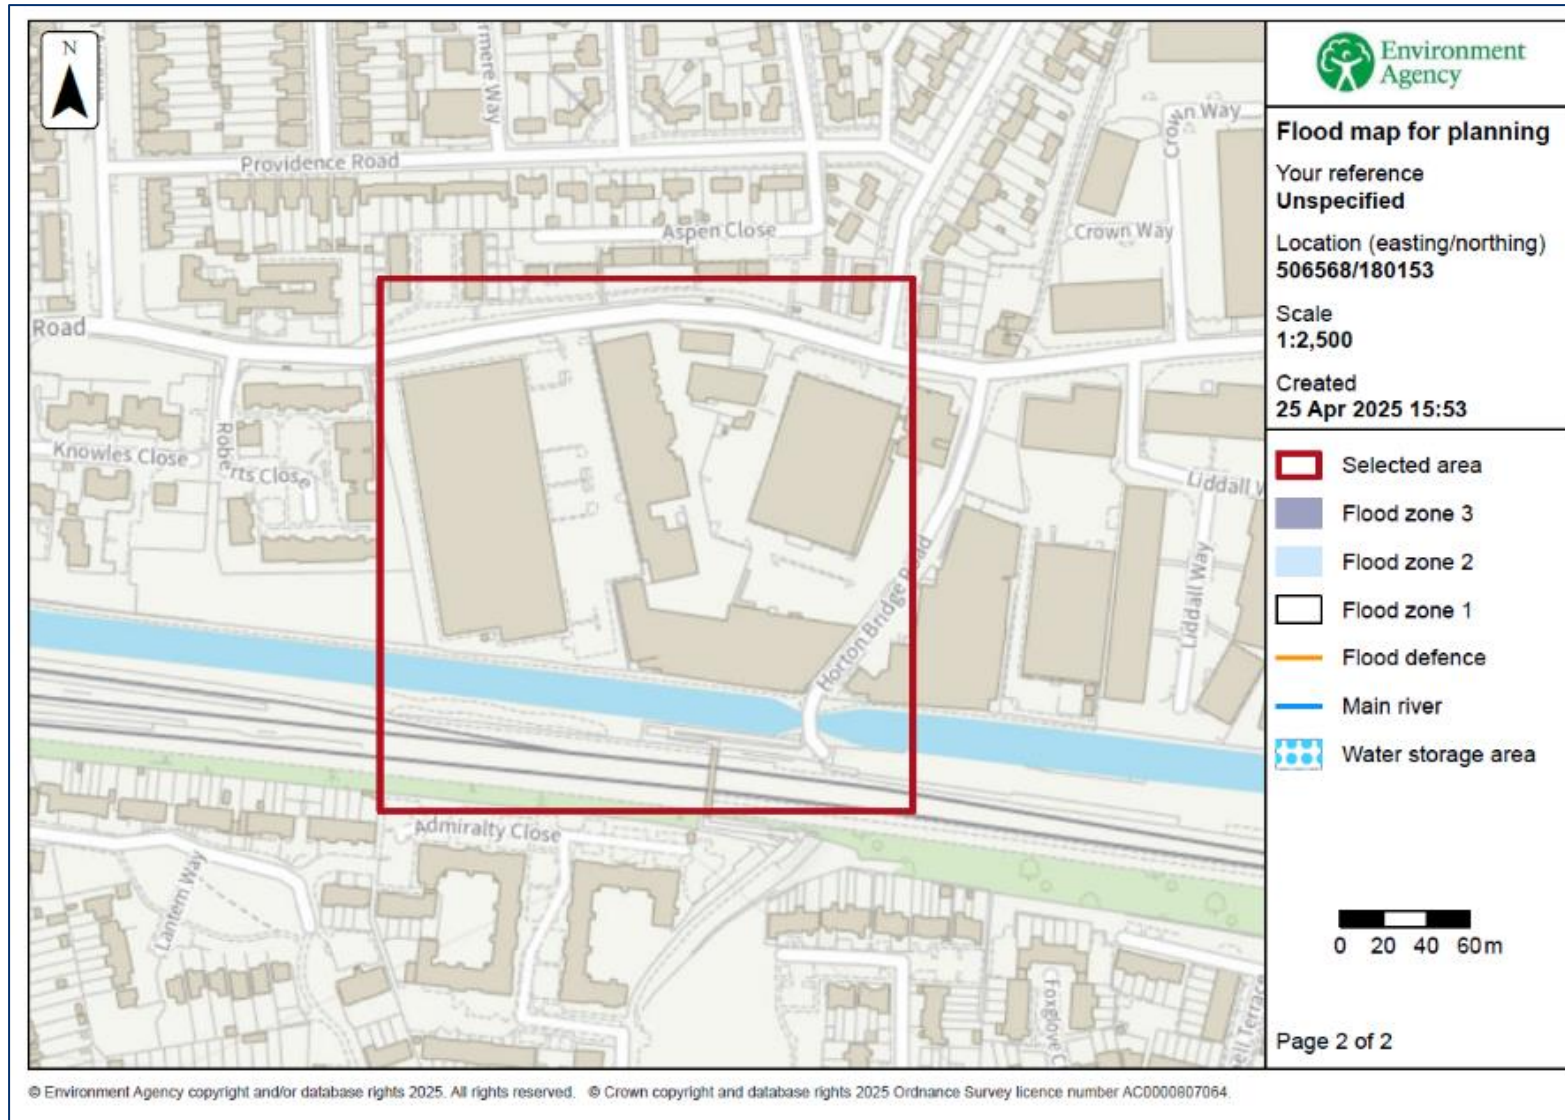 N
rmere Way
Providence Road
Aspen Close
Crown Way
Crown Way
Road
Knowles Close
Roberts Close
Horton Bridge Road
Liddall W
Liddall Way
Admiralty Close
Lantern Way
Foxglove C
ell Terrace
Environment
Agency
Flood map for planning
Your reference
Unspecified
Location (easting/northing)
506568/180153
Scale
1:2,500
Created
25 Apr 2025 15:53
Selected area
Flood zone 3
Flood zone 2
Flood zone 1
Flood defence
Main river
Water storage area
0 20 40 60m
Page 2 of 2
© Environment Agency copyright and/or database rights 2025. All rights reserved. © Crown copyright and database rights 2025 Ordnance Survey licence number AC0000807064.